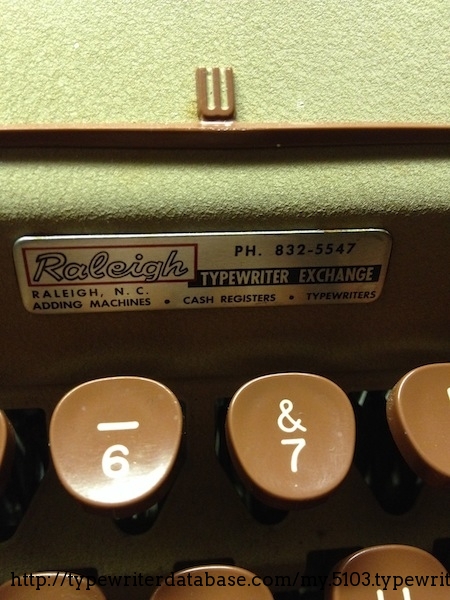 Raleigh
PH. 832-5547
TYPEWRITER EXCHANGE
RALEIGH, N. C.
ADDING MACHINES • CASH REGISTERS • TYPEWRITERS
_ &
6 7
http://typewriterdatabase.com/my.5103.typewrit